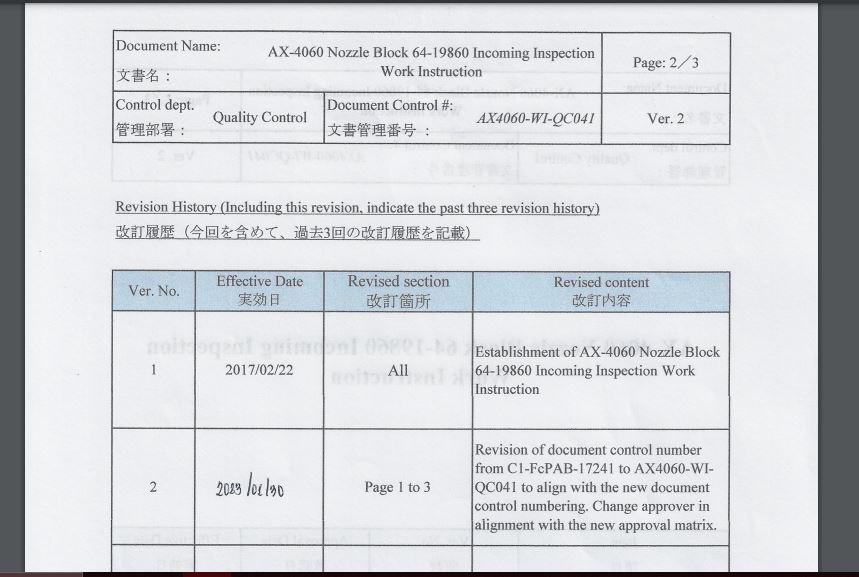 Document Name:
文書名：
AX-4060 Nozzle Block 64-19860 Incoming Inspection
Work Instruction
Page: 2／3
Control dept.
管理部署：
Quality Control
Document Control #:
文書管理番号 ：
AX4060-WI-QC041
Ver. 2
Revision History (Including this revision, indicate the past three revision history)
改訂履歴（今回を含めて、過去3回の改訂履歴を記載）
Ver. No.
Effective Date
実効日
Revised section
改訂箇所
Revised content
改訂内容
1
2017/02/22
All
Establishment of AX-4060 Nozzle Block
64-19860 Incoming Inspection Work
Instruction
2
Page 1 to 3
Revision of document control number
from C1-FcPAB-17241 to AX4060-WI-
QC041 to align with the new document
control numbering. Change approver in
alignment with the new approval matrix.